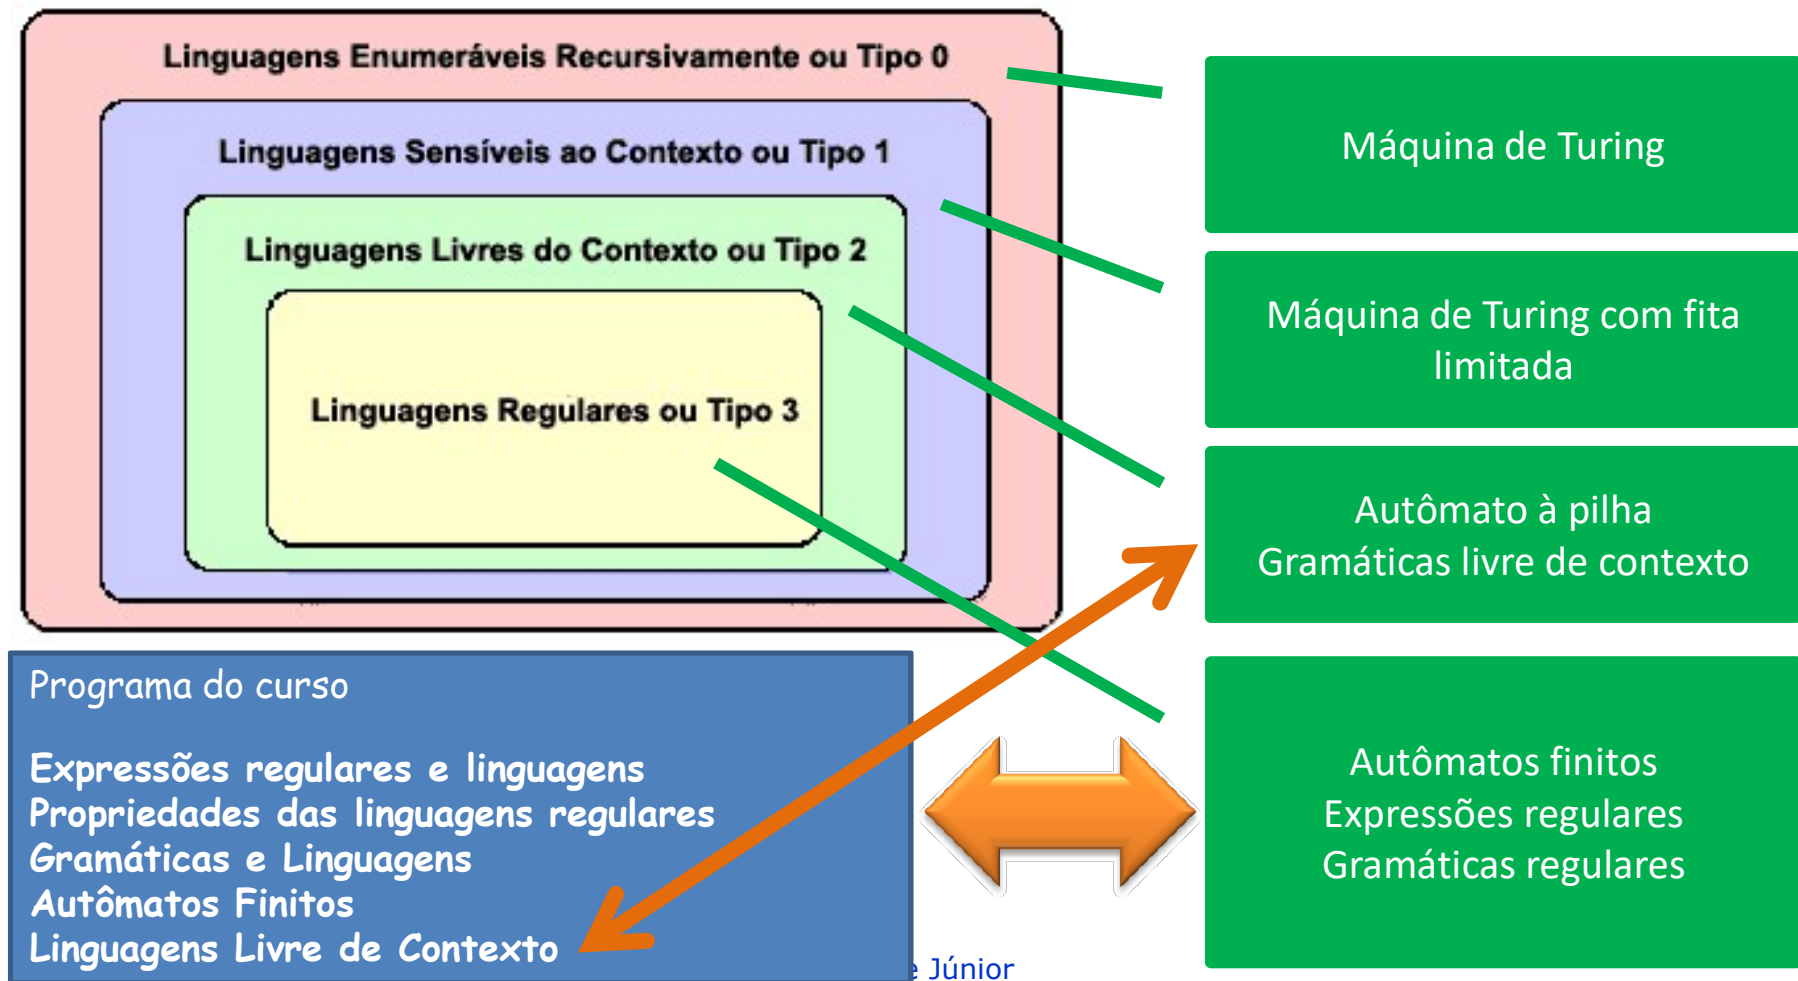 Linguagens Enumeráveis Recursivamente ou Tipo 0
Linguagens Sensíveis ao Contexto ou Tipo 1
Linguagens Livres do Contexto ou Tipo 2
Linguagens Regulares ou Tipo 3
Máquina de Turing
Máquina de Turing com fita
limitada
Autômato à pilha
Gramáticas livre de contexto
Autômatos finitos
Expressões regulares
Gramáticas regulares
Programa do curso
Expressões regulares e linguagens
Propriedades das linguagens regulares
Gramáticas e Linguagens
Autômatos Finitos
Linguagens Livre de Contexto
Júnior